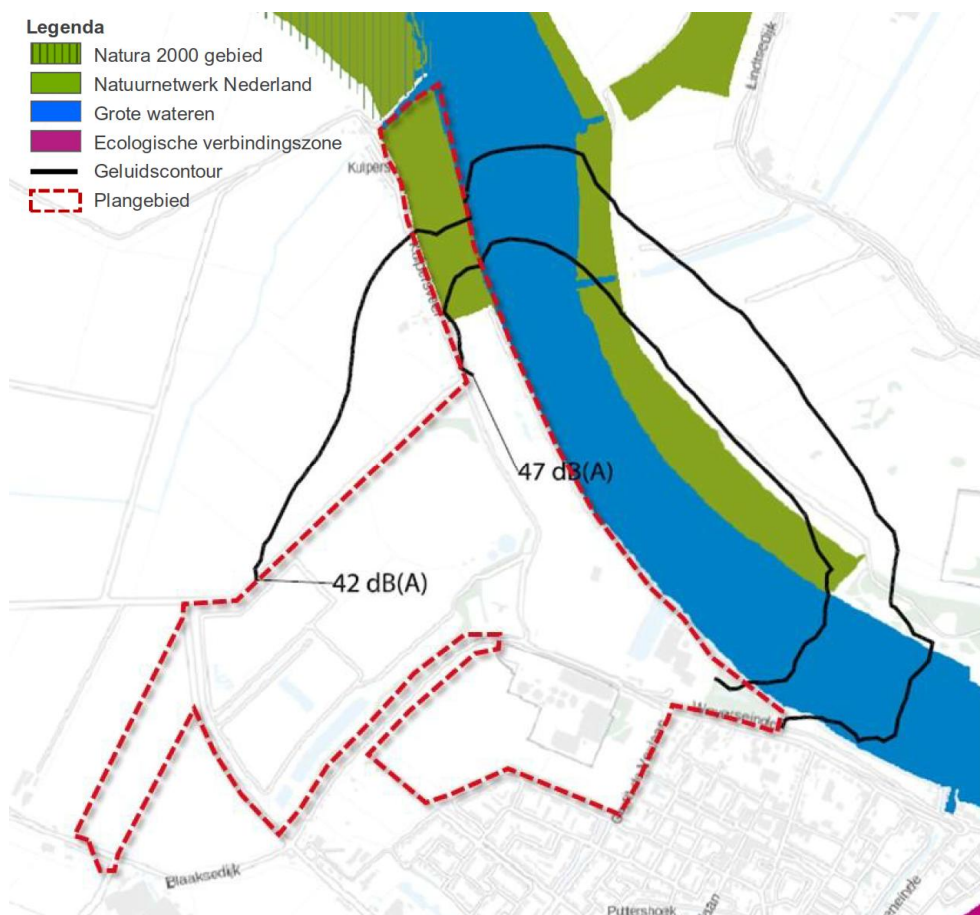 Legenda
Natura 2000 gebied
Natuurnetwerk Nederland
Grote wateren
Ecologische verbindingszone
Geluidscontour
Plangebied
Lindtsedijk
Kuipers
Kuipersveer
47 dB(A)
42 dB(A)
Weverseinde
Blaaksedijk
Puttershoek